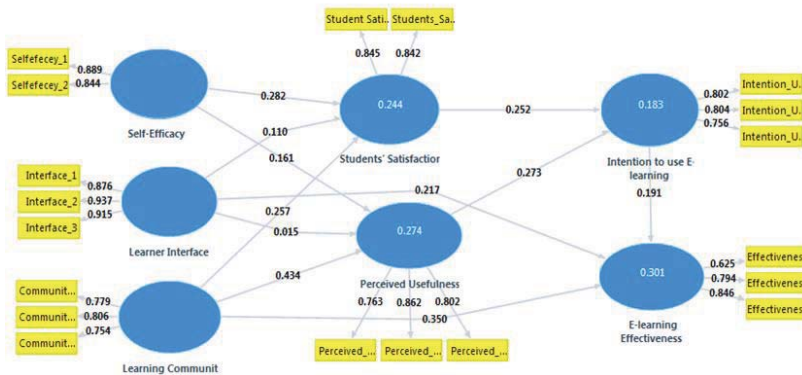 Student Sati...
Students_Sa...
0.845
0.842
Selfefecey_1
0.889
Selfefecey_2
0.844
Self-Efficacy
0.282
0.244
Students' Satisfactior
0.252
0.183
Intention to use E-
learning
0.802
Intention_U...
0.804
Intention_U...
0.756
Intention_U...
0.110
0.161
Interface_1
0.876
Interface_2
0.937
Interface_3
0.915
Learner Interface
0.257
0.015
0.217
0.273
0.191
0.274
Perceived Usefulness
0.434
0.763
0.862
0.802
0.350
Perceived_...
Perceived_...
Perceived_...
Communit...
0.779
Communit...
0.806
Communit...
0.754
Learning Communit
0.301
E-learning
Effectiveness
0.625
Effectivenes
0.794
Effectivenes
0.846
Effectivenes